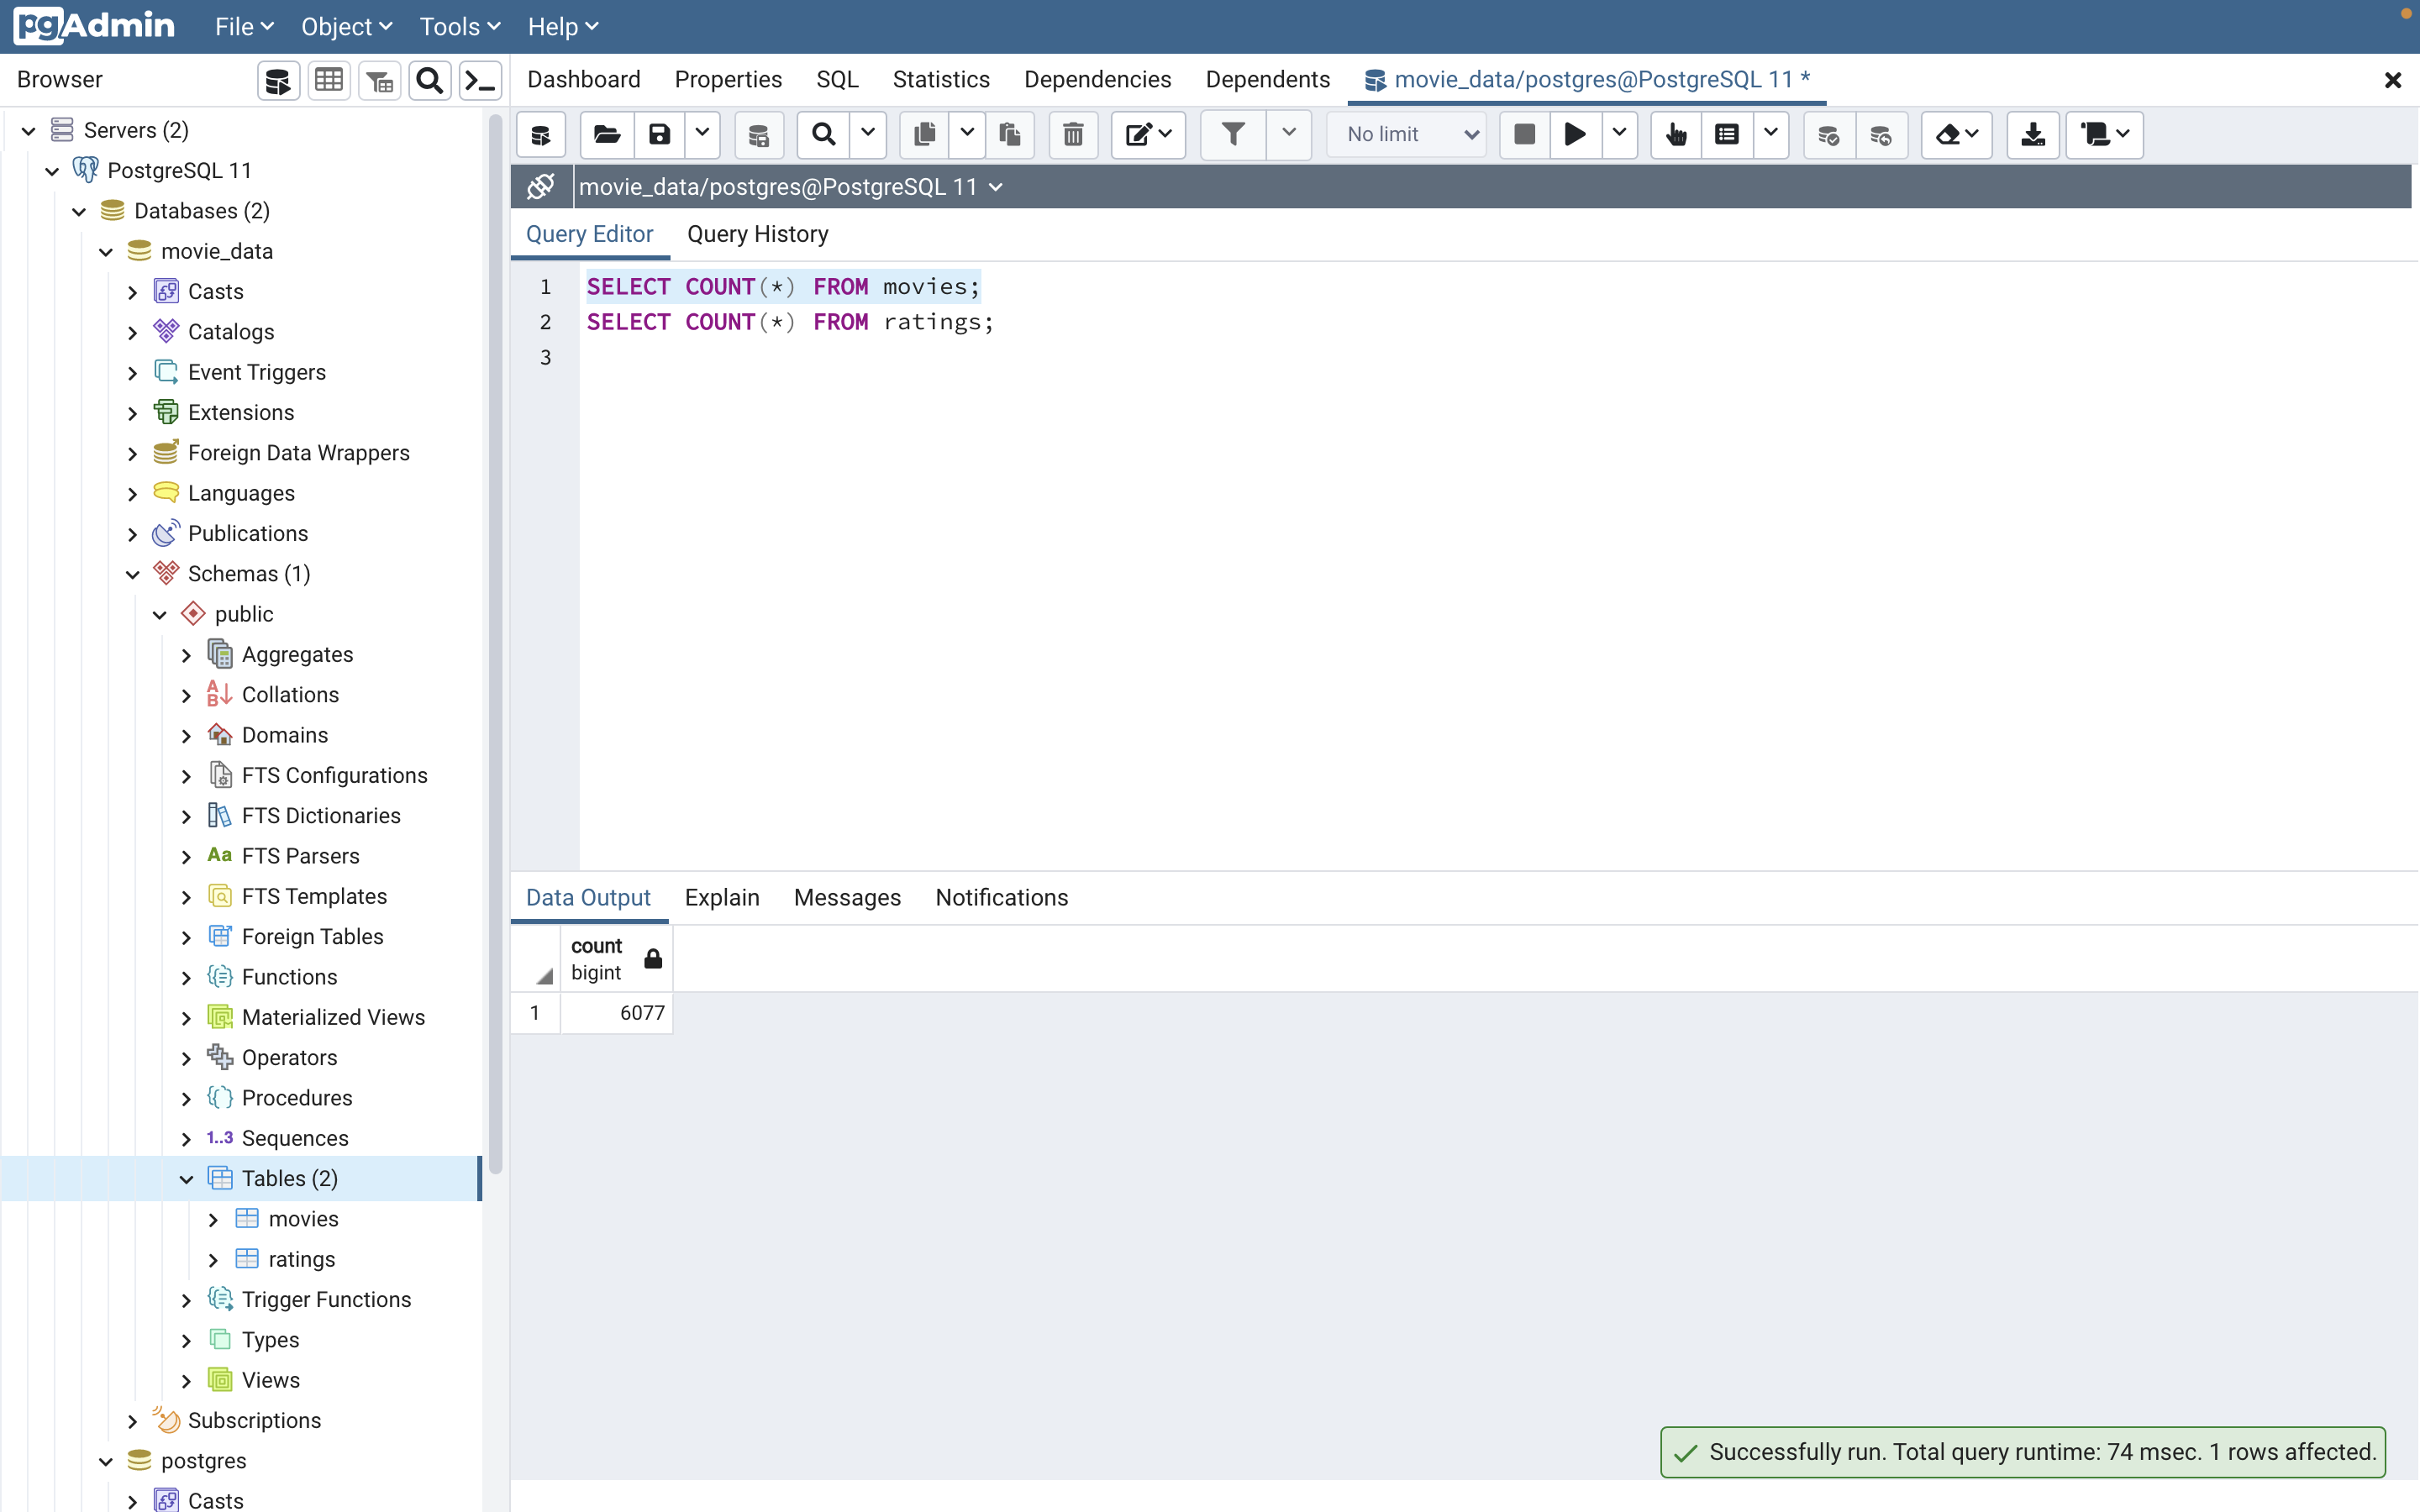 pgAdmin File Object Tools Help
Browser
Dashboard Properties SQL Statistics Dependencies Dependents movie_data/postgres@PostgreSQL 11 *
Servers (2)
PostgreSQL 11
Databases (2)
movie_data
Casts
Catalogs
Event Triggers
Extensions
Foreign Data Wrappers
Languages
Publications
Schemas (1)
public
Aggregates
Collations
Domains
FTS Configurations
FTS Dictionaries
Aa FTS Parsers
FTS Templates
Foreign Tables
Functions
Materialized Views
Operators
Procedures
1..3 Sequences
Tables (2)
movies
ratings
Trigger Functions
Types
Views
Subscriptions
postgres
Casts
No limit
movie_data/postgres@PostgreSQL 11
Query Editor Query History
1 SELECT COUNT(*) FROM movies;
2 SELECT COUNT(*) FROM ratings;
3
Data Output Explain Messages Notifications
count
bigint
1 6077
Successfully run. Total query runtime: 74 msec. 1 rows affected.